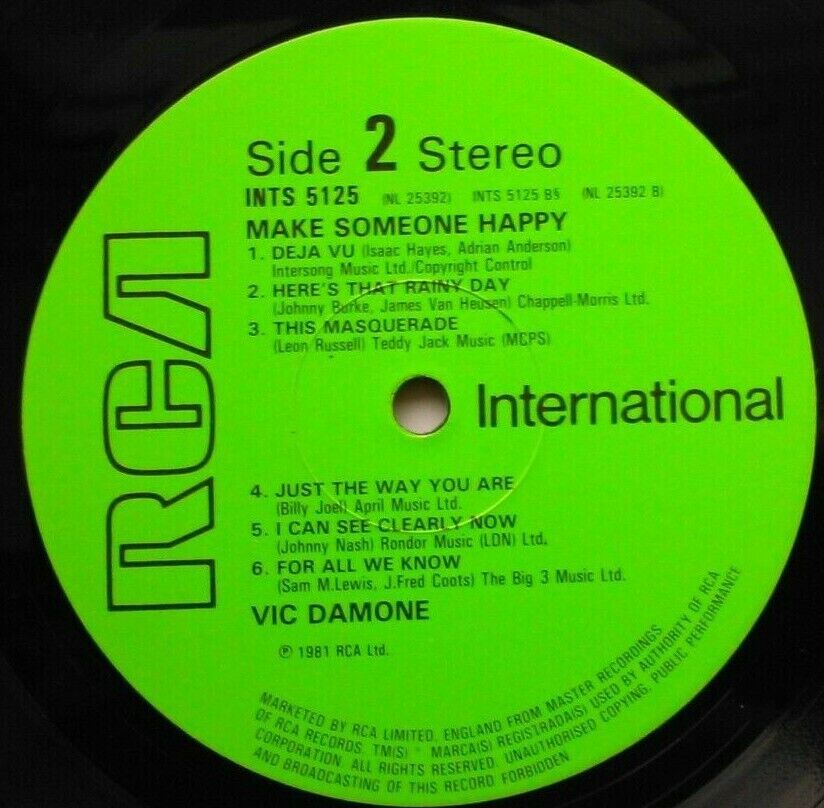 Side 2 Stereo
INTS 5125 (NL 25392) INTS 5125 B§ (NL 25392 B)
MAKE SOMEONE HAPPY
1. DEJA VU (Isaac Hayes, Adrian Anderson)
Intersong Music Ltd./Copyright Control
2. HERE'S THAT RAINY DAY
(Johnny Burke, James Van Heusen) Chappell-Morris Ltd.
3. THIS MASQUERADE
(Leon Russell) Teddy Jack Music (MCPS)
RCA
International
4. JUST THE WAY YOU ARE
(Billy Joel) April Music Ltd.
5. I CAN SEE CLEARLY NOW
(Johnny Nash) Rondor Music (LDN) Ltd.
6. FOR ALL WE KNOW
(Sam M.Lewis, J.Fred Coots) The Big 3 Music Ltd.
VIC DAMONE
℗ 1981 RCA Ltd.
MARKETED BY RCA LIMITED, ENGLAND FROM MASTER RECORDINGS
OF RCA RECORDS. TM(S) ® MARCA(S) REGISTRADA(S) USED BY AUTHORITY OF RCA
CORPORATION. ALL RIGHTS RESERVED. UNAUTHORISED COPYING, PUBLIC PERFORMANCE
AND BROADCASTING OF THIS RECORD FORBIDDEN